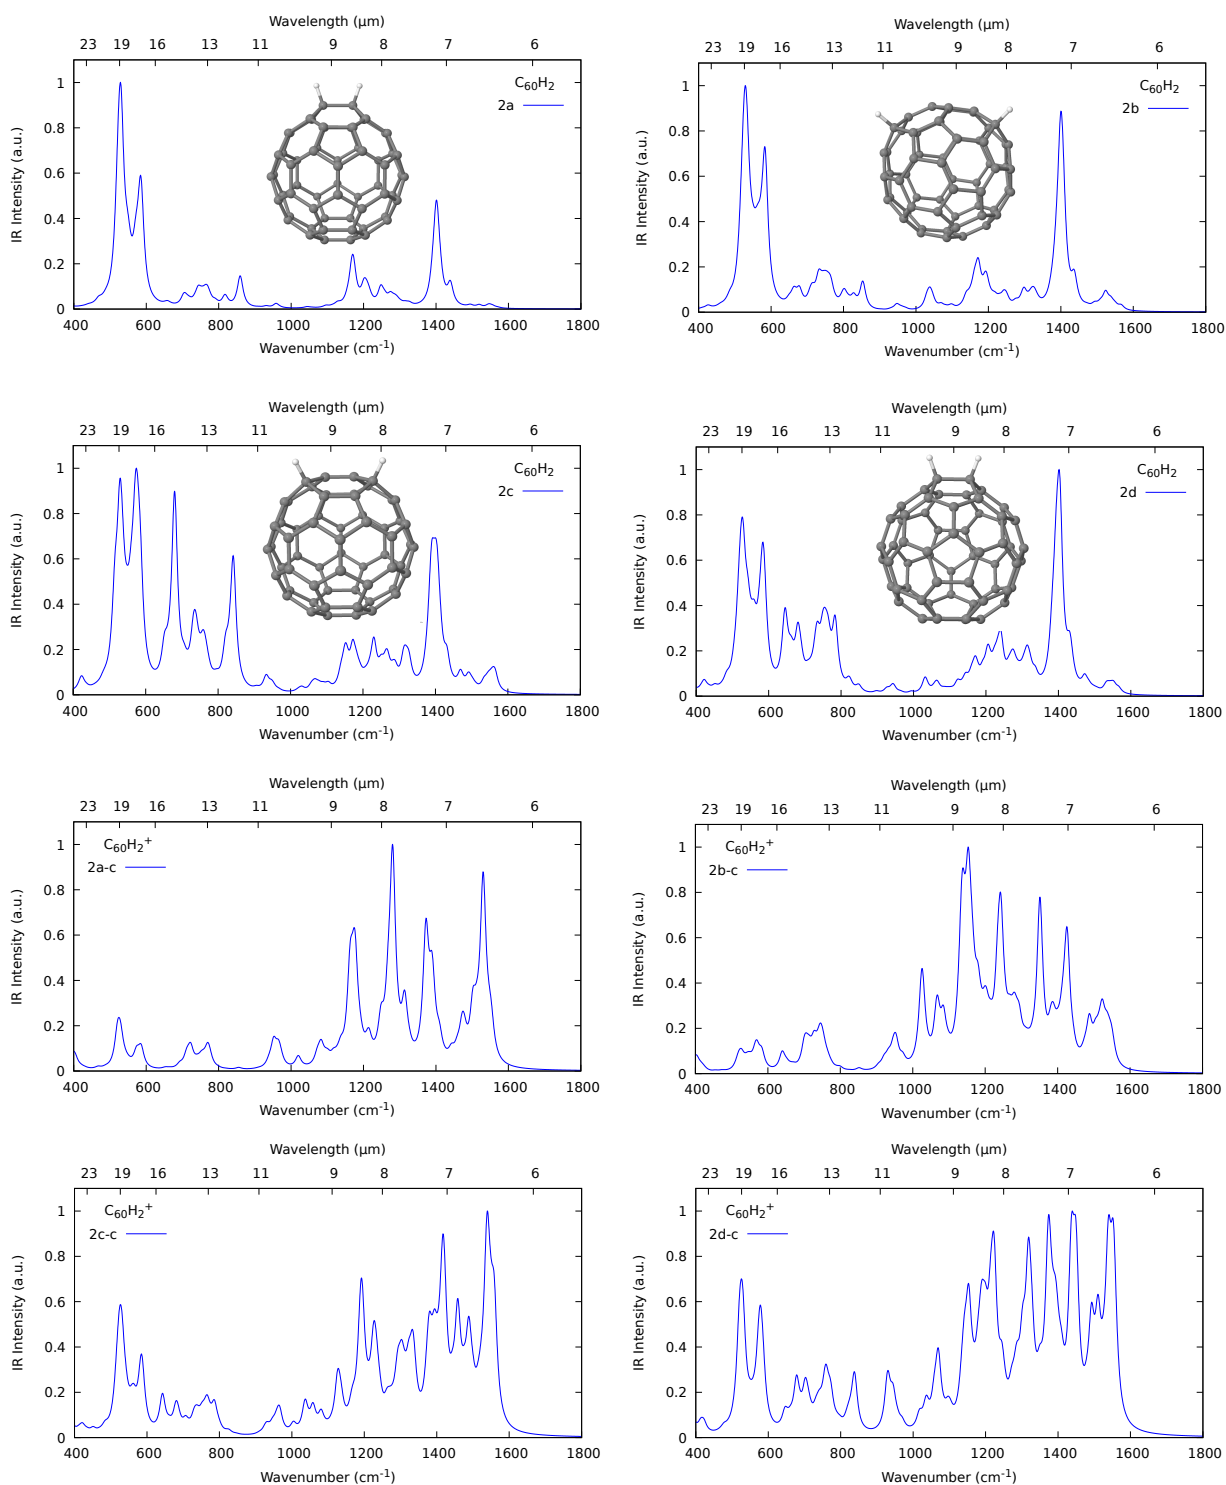 Wavelength (μm)
23 19 16 13 11 9 8 7 6
IR Intensity (a.u.)
1
0.8
0.6
0.4
0.2
0
C₆₀H₂
2a
400 600 800 1000 1200 1400 1600 1800
Wavenumber (cm⁻¹)
Wavelength (μm)
23 19 16 13 11 9 8 7 6
IR Intensity (a.u.)
1
0.8
0.6
0.4
0.2
0
C₆₀H₂
2b
400 600 800 1000 1200 1400 1600 1800
Wavenumber (cm⁻¹)
Wavelength (μm)
23 19 16 13 11 9 8 7 6
IR Intensity (a.u.)
1
0.8
0.6
0.4
0.2
0
C₆₀H₂
2c
400 600 800 1000 1200 1400 1600 1800
Wavenumber (cm⁻¹)
Wavelength (μm)
23 19 16 13 11 9 8 7 6
IR Intensity (a.u.)
1
0.8
0.6
0.4
0.2
0
C₆₀H₂
2d
400 600 800 1000 1200 1400 1600 1800
Wavenumber (cm⁻¹)
Wavelength (μm)
23 19 16 13 11 9 8 7 6
IR Intensity (a.u.)
1
0.8
0.6
0.4
0.2
0
C₆₀H₂⁺
2a-c
400 600 800 1000 1200 1400 1600 1800
Wavenumber (cm⁻¹)
Wavelength (μm)
23 19 16 13 11 9 8 7 6
IR Intensity (a.u.)
1
0.8
0.6
0.4
0.2
0
C₆₀H₂⁺
2b-c
400 600 800 1000 1200 1400 1600 1800
Wavenumber (cm⁻¹)
Wavelength (μm)
23 19 16 13 11 9 8 7 6
IR Intensity (a.u.)
1
0.8
0.6
0.4
0.2
0
C₆₀H₂⁺
2c-c
400 600 800 1000 1200 1400 1600 1800
Wavenumber (cm⁻¹)
Wavelength (μm)
23 19 16 13 11 9 8 7 6
IR Intensity (a.u.)
1
0.8
0.6
0.4
0.2
0
C₆₀H₂⁺
2d-c
400 600 800 1000 1200 1400 1600 1800
Wavenumber (cm⁻¹)